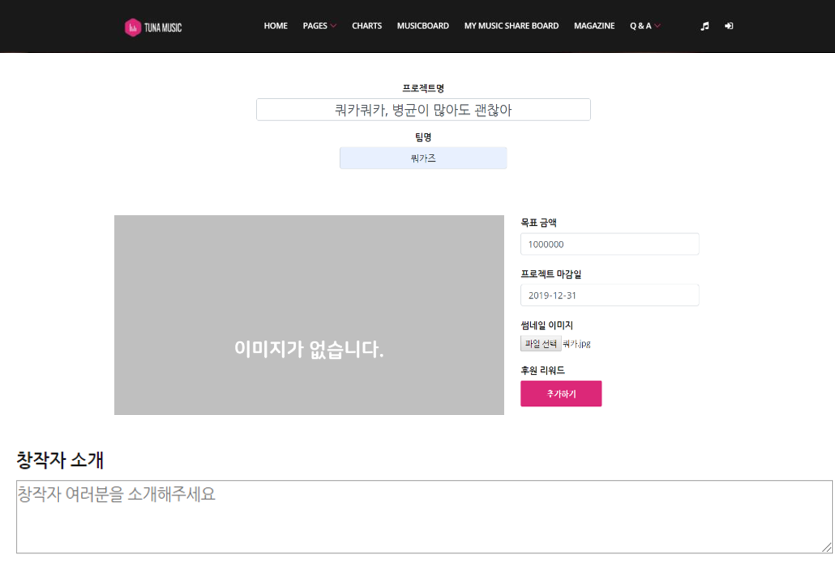 TUNA MUSIC
HOME PAGES CHARTS MUSICBOARD MY MUSIC SHARE BOARD MAGAZINE Q & A
프로젝트명
쿼카쿼카, 병균이 많아도 괜찮아
팀명
쿼가즈
이미지가 없습니다.
목표 금액
1000000
프로젝트 마감일
2019-12-31
썸네일 이미지
파일 선택 쿼카.jpg
후원 리워드
추가하기
창작자 소개
창작자 여러분을 소개해주세요